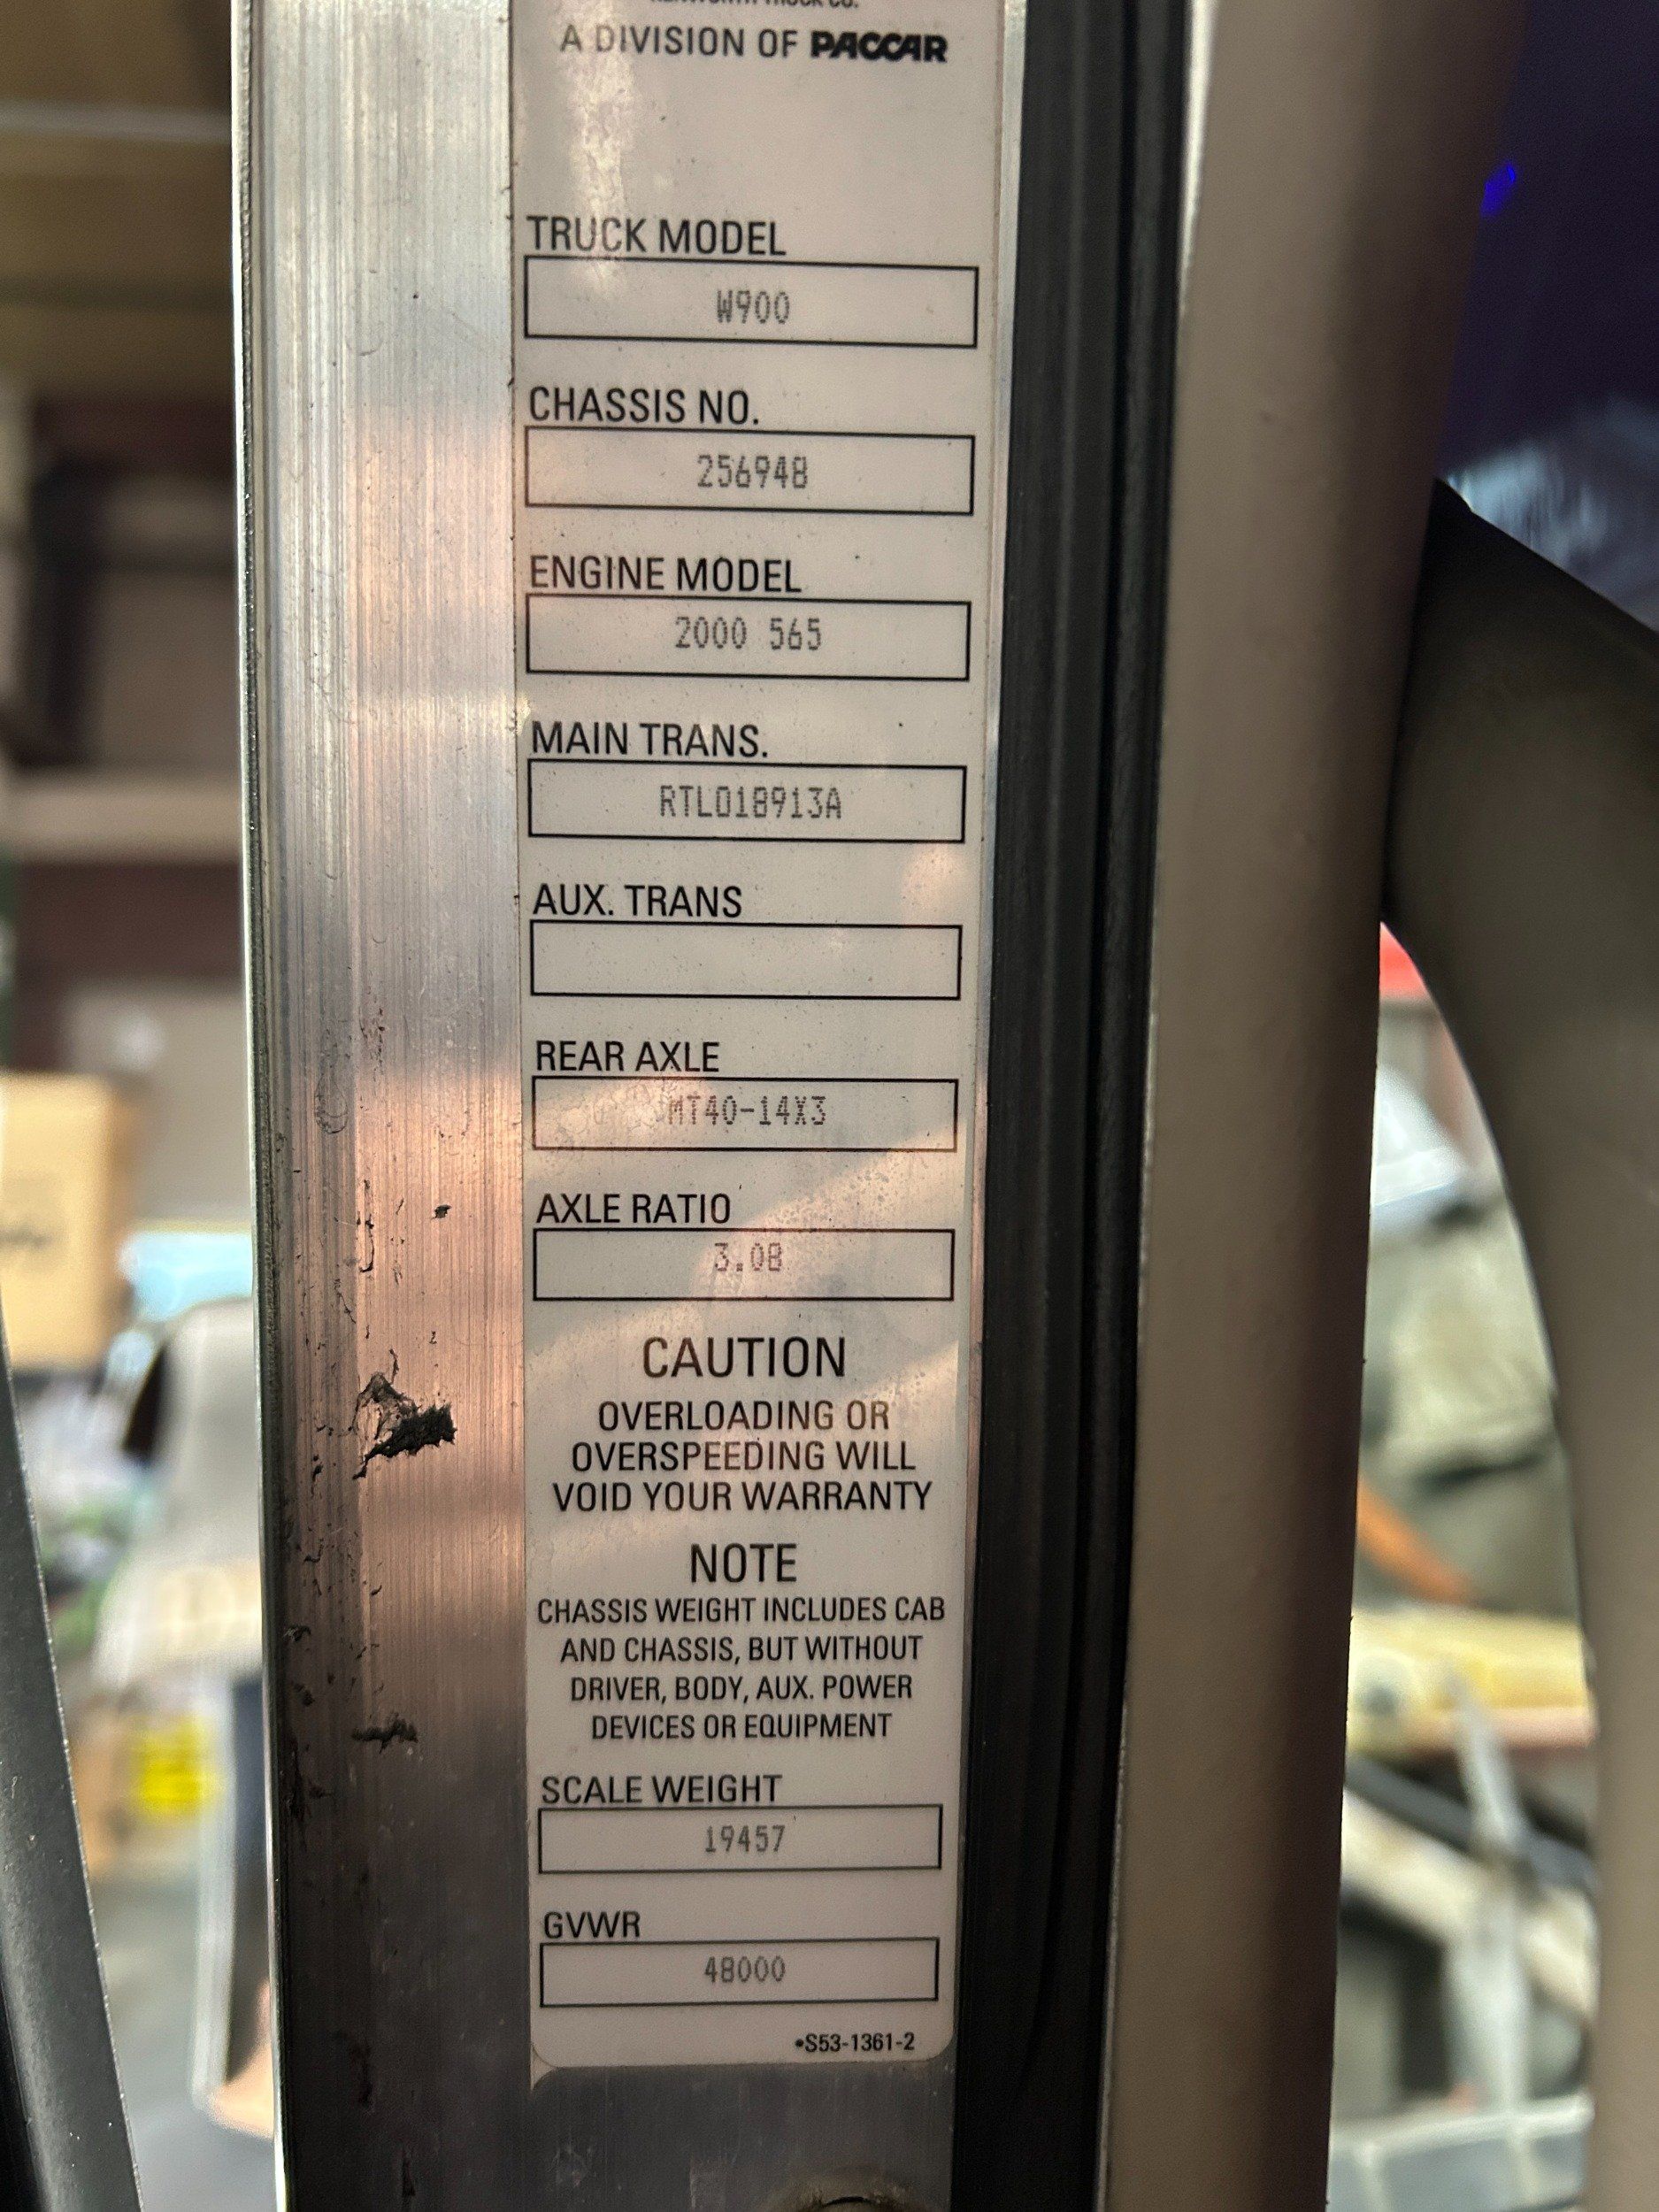 KENWORTH TRUCK CO.
A DIVISION OF PACCAR
TRUCK MODEL
W900
CHASSIS NO.
256948
ENGINE MODEL
2000 565
MAIN TRANS.
RTLO18913A
AUX. TRANS
REAR AXLE
MT40-14X3
AXLE RATIO
3.08
CAUTION
OVERLOADING OR
OVERSPEEDING WILL
VOID YOUR WARRANTY
NOTE
CHASSIS WEIGHT INCLUDES CAB
AND CHASSIS, BUT WITHOUT
DRIVER, BODY, AUX. POWER
DEVICES OR EQUIPMENT
SCALE WEIGHT
19457
GVWR
48000
•S53-1361-2